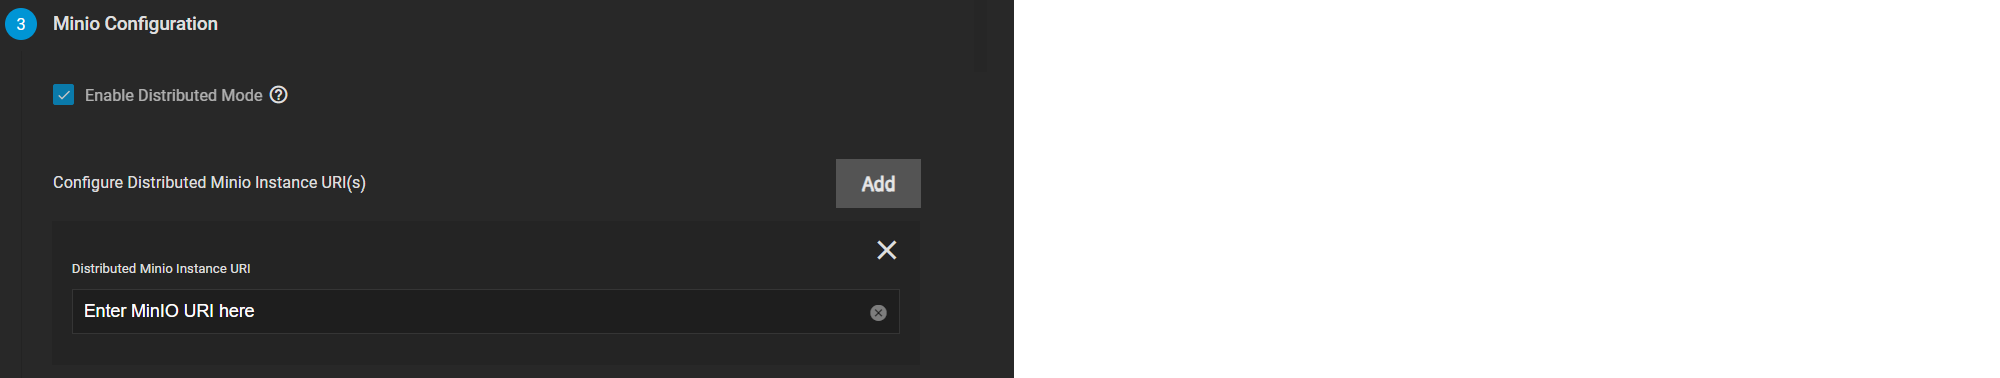 3 Minio Configuration
Enable Distributed Mode
Configure Distributed Minio Instance URI(s)
Add
Distributed Minio Instance URI
Enter MinIO URI here